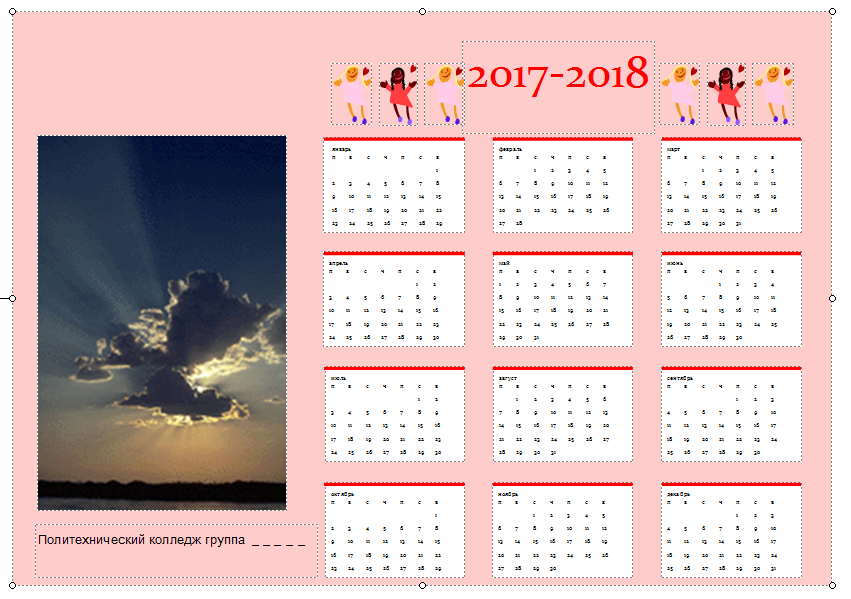 2017-2018
январь
п в с ч п с в
1
2 3 4 5 6 7 8
9 10 11 12 13 14 15
16 17 18 19 20 21 22
23 24 25 26 27 28 29
февраль
п в с ч п с в
1 2 3 4 5
6 7 8 9 10 11 12
13 14 15 16 17 18 19
20 21 22 23 24 25 26
27 28
март
п в с ч п с в
1 2 3 4 5
6 7 8 9 10 11 12
13 14 15 16 17 18 19
20 21 22 23 24 25 26
27 28 29 30 31
апрель
п в с ч п с в
1 2
3 4 5 6 7 8 9
10 11 12 13 14 15 16
17 18 19 20 21 22 23
24 25 26 27 28 29 30
май
п в с ч п с в
1 2 3 4 5 6 7
8 9 10 11 12 13 14
15 16 17 18 19 20 21
22 23 24 25 26 27 28
29 30 31
июнь
п в с ч п с в
1 2 3 4
5 6 7 8 9 10 11
12 13 14 15 16 17 18
19 20 21 22 23 24 25
26 27 28 29 30
июль
п в с ч п с в
1 2
3 4 5 6 7 8 9
10 11 12 13 14 15 16
17 18 19 20 21 22 23
24 25 26 27 28 29 30
август
п в с ч п с в
1 2 3 4 5 6
7 8 9 10 11 12 13
14 15 16 17 18 19 20
21 22 23 24 25 26 27
28 29 30 31
сентябрь
п в с ч п с в
1 2 3
4 5 6 7 8 9 10
11 12 13 14 15 16 17
18 19 20 21 22 23 24
25 26 27 28 29 30
октябрь
п в с ч п с в
1
2 3 4 5 6 7 8
9 10 11 12 13 14 15
16 17 18 19 20 21 22
23 24 25 26 27 28 29
ноябрь
п в с ч п с в
1 2 3 4 5
6 7 8 9 10 11 12
13 14 15 16 17 18 19
20 21 22 23 24 25 26
27 28 29 30
декабрь
п в с ч п с в
1 2 3
4 5 6 7 8 9 10
11 12 13 14 15 16 17
18 19 20 21 22 23 24
25 26 27 28 29 30 31
Политехнический колледж группа _ _ _ _ _